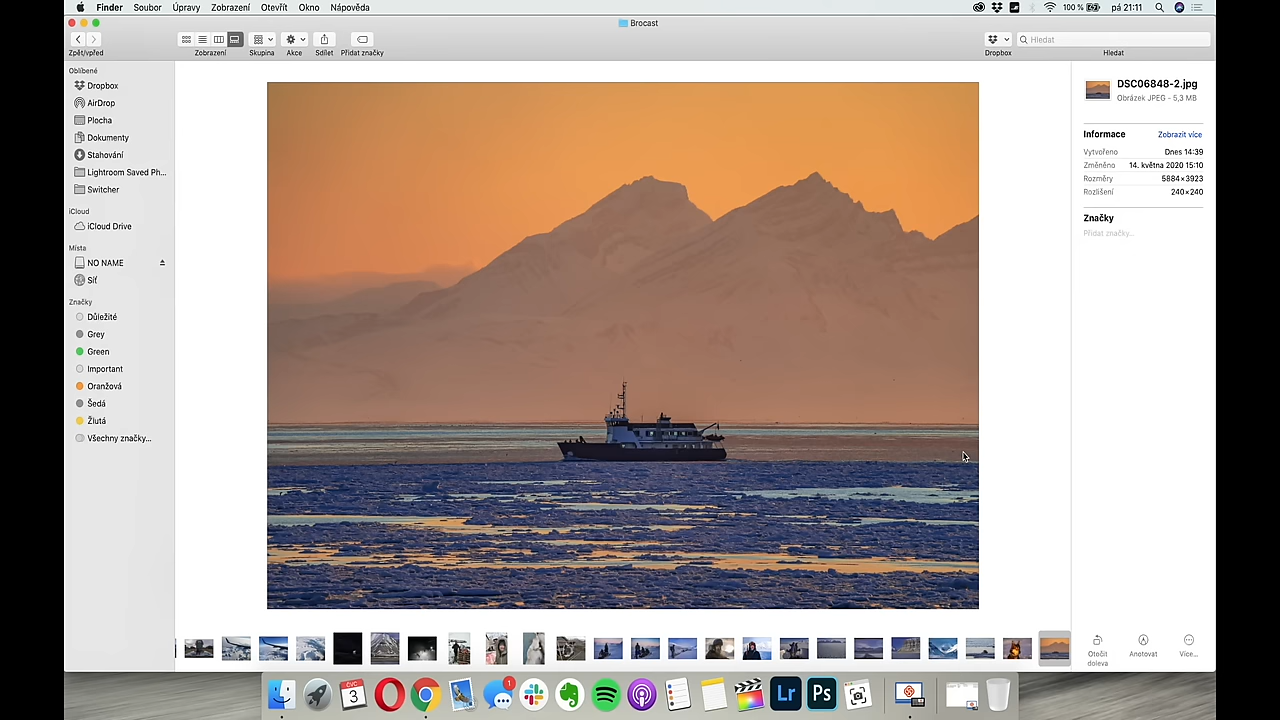 Finder Soubor Úpravy Zobrazení Otevřít Okno Nápověda 100 % pá 21:11
Brocast
Zpět/vpřed Zobrazení Skupina Akce Sdílet Přidat značky Dropbox Hledat
Hledat
Oblíbené
Dropbox
AirDrop
Plocha
Dokumenty
Stahování
Lightroom Saved Ph...
Switcher
iCloud
iCloud Drive
Místa
NO NAME
Síť
Značky
Důležité
Grey
Green
Important
Oranžová
Šedá
Žlutá
Všechny značky...
DSC06848-2.jpg
Obrázek JPEG - 5,3 MB
Informace Zobrazit více
Vytvořeno Dnes 14:39
Změněno 14. května 2020 15:10
Rozměry 5884×3923
Rozlišení 240×240
Značky
Přidat značky...
Otočit doleva
Anotovat
Více...
ČVC
3
1
Lr
Ps